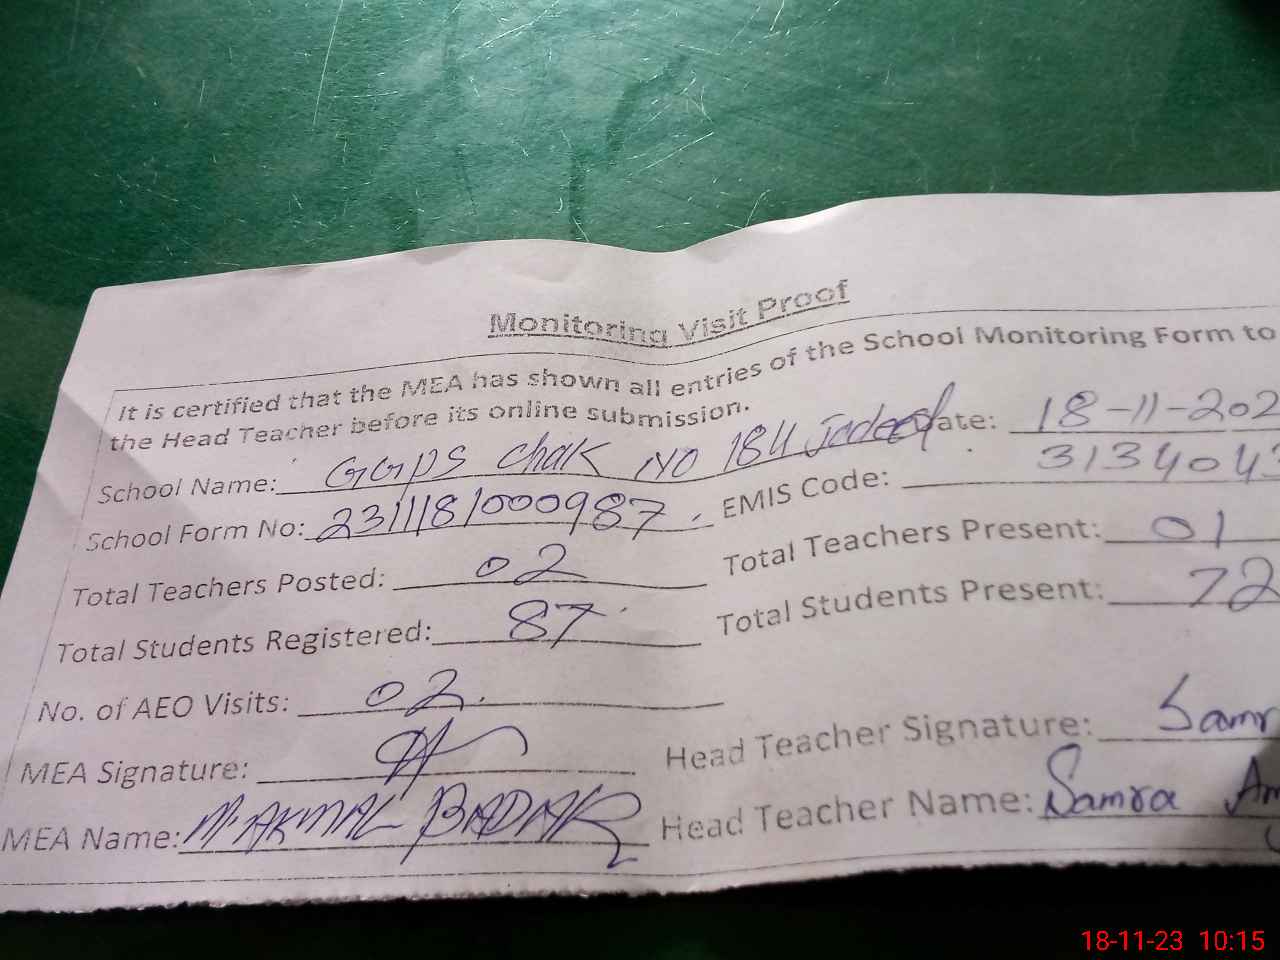 Monitoring Visit Proof
It is certified that the MEA has shown all entries of the School Monitoring Form to
the Head Teacher before its online submission.
School Name: GGPS Chak NO 184 Jadeed Date: 18-11-202
School Form No: 2311181000987. EMIS Code: 3134043
Total Teachers Posted: 02 Total Teachers Present: 01
Total Students Registered: 87 Total Students Present: 72
No. of AEO Visits: 02.
MEA Signature: Head Teacher Signature: Samr
MEA Name: M. AKMAL BADAR Head Teacher Name: Samra Am
18-11-23 10:15